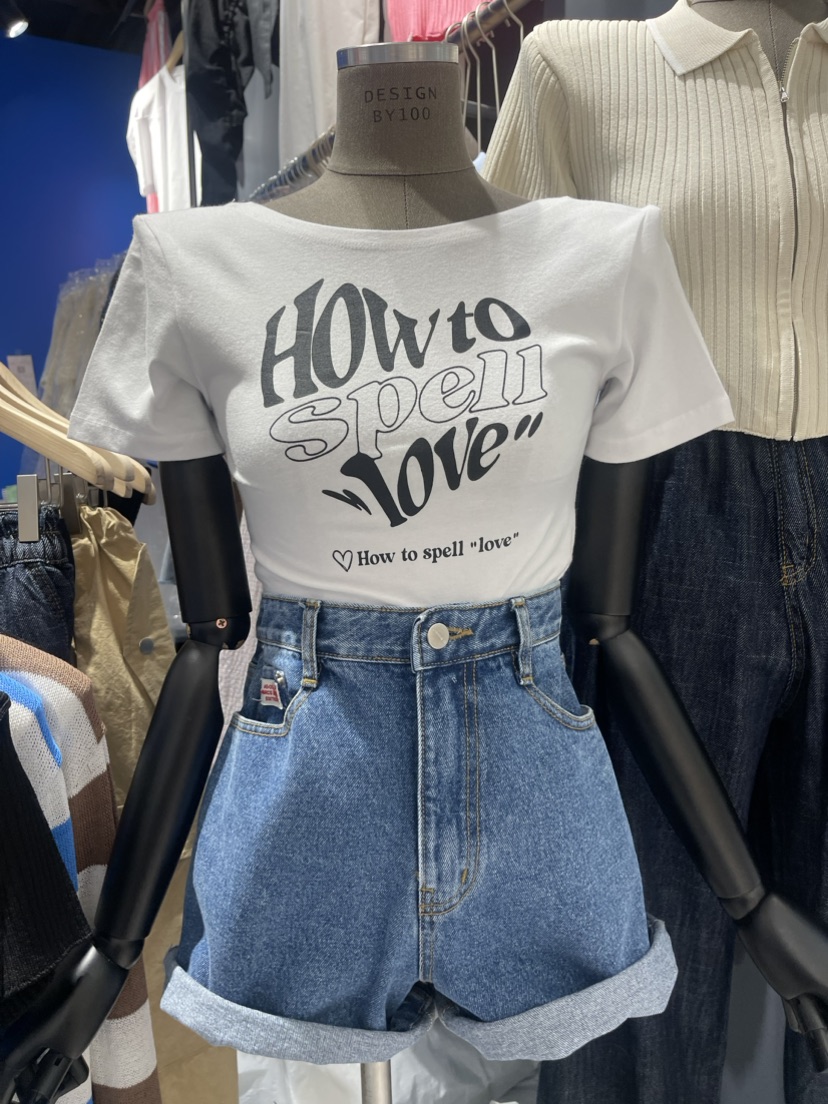 DESIGN
BY100
HOW to
spell
"love"
♡ How to spell "love"